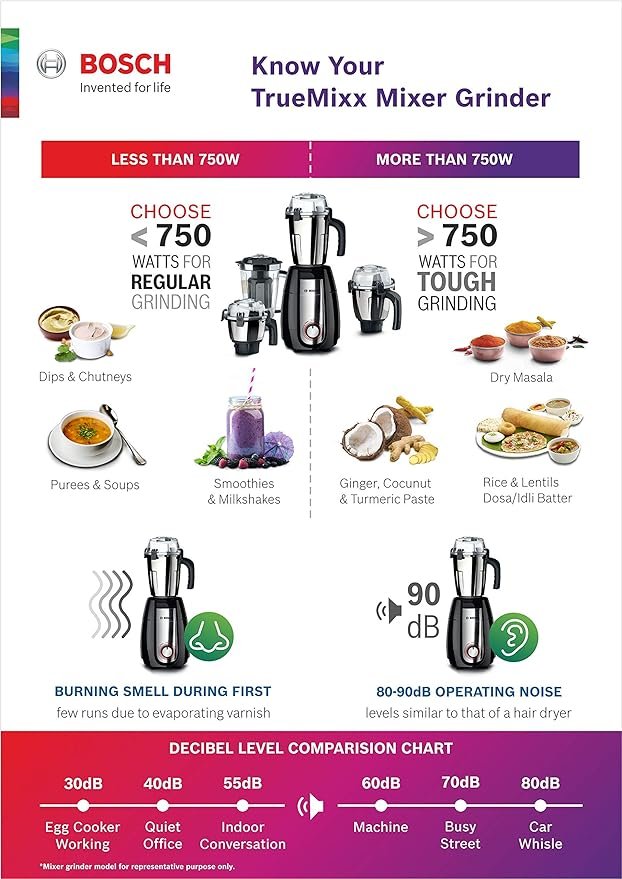 BOSCH
Invented for life
Know Your
TrueMixx Mixer Grinder
LESS THAN 750W
MORE THAN 750W
CHOOSE
< 750
WATTS FOR
REGULAR
GRINDING
CHOOSE
> 750
WATTS FOR
TOUGH
GRINDING
BOSCH
Dips & Chutneys
Dry Masala
Purees & Soups
Smoothies
& Milkshakes
Ginger, Coconut
& Turmeric Paste
Rice & Lentils
Dosa/Idli Batter
90
dB
BURNING SMELL DURING FIRST
few runs due to evaporating varnish
80-90dB OPERATING NOISE
levels similar to that of a hair dryer
DECIBEL LEVEL COMPARISION CHART
30dB
40dB
55dB
60dB
70dB
80dB
Egg Cooker
Working
Quiet
Office
Indoor
Conversation
Machine
Busy
Street
Car
Whisle
*Mixer grinder model for representative purpose only.